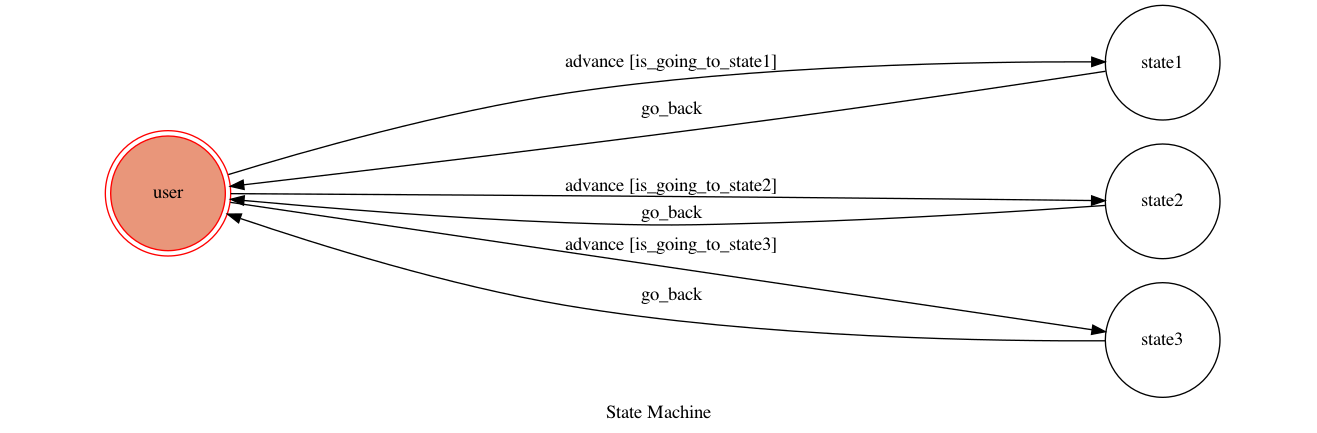 advance [is_going_to_state1]
state1
go_back
user
advance [is_going_to_state2]
state2
go_back
advance [is_going_to_state3]
go_back
state3
State Machine